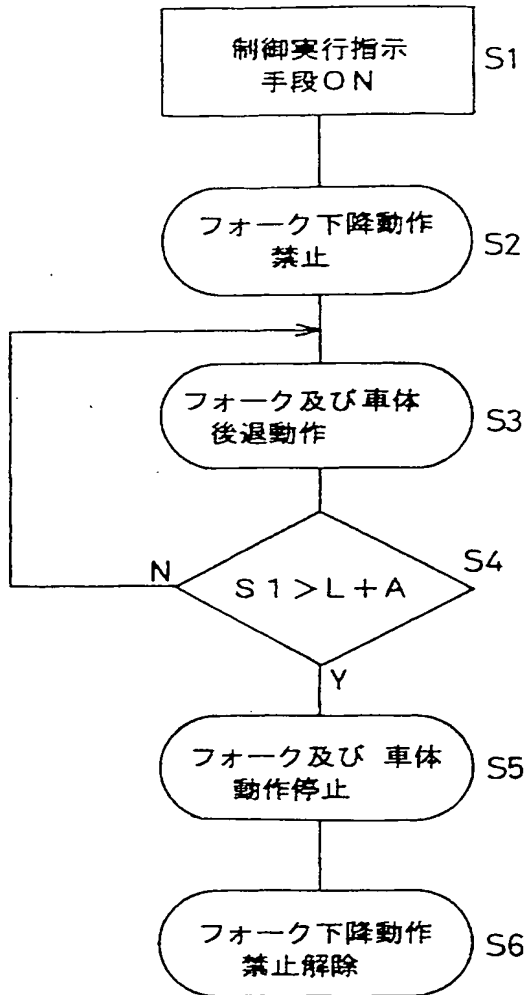 制御実行指示
手段ON
S1
フォーク下降動作
禁止
S2
フォーク及び車体
後退動作
S3
S1>L+A
S4
N
Y
フォーク及び 車体
動作停止
S5
フォーク下降動作
禁止解除
S6